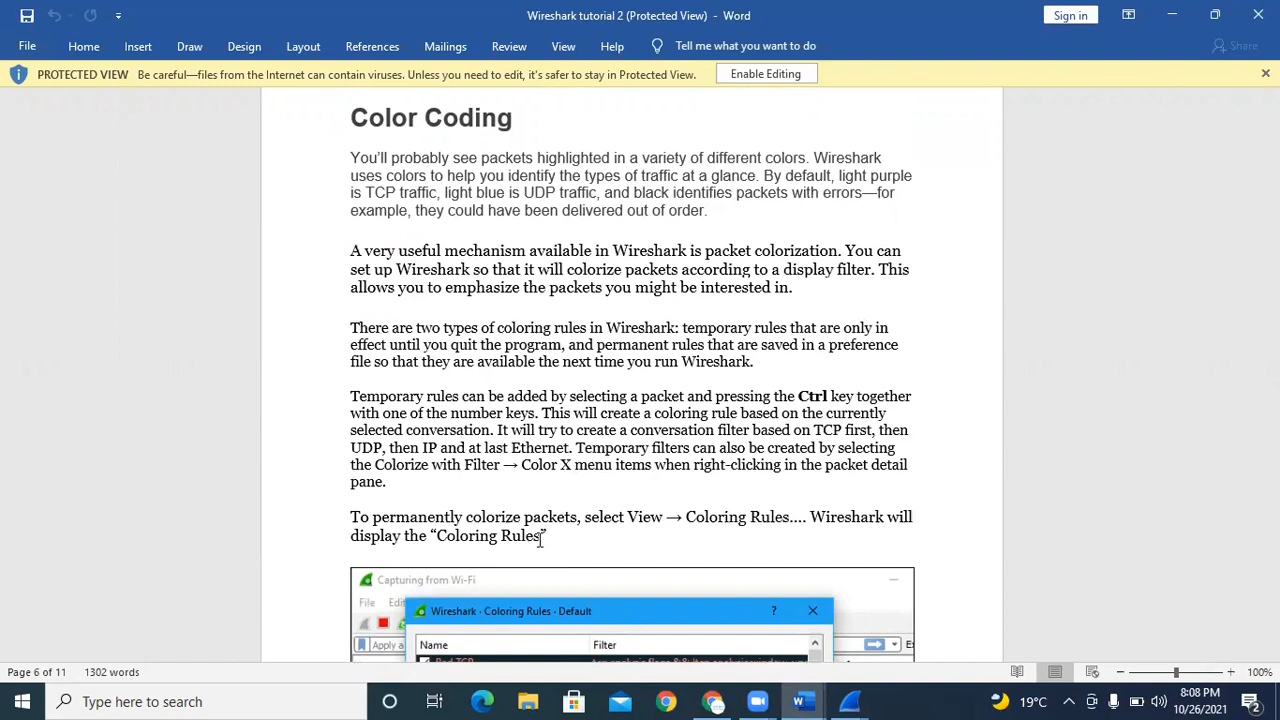 Wireshark tutorial 2 (Protected View) - Word
Sign in
File Home Insert Draw Design Layout References Mailings Review View Help Tell me what you want to do Share
PROTECTED VIEW Be careful—files from the Internet can contain viruses. Unless you need to edit, it's safer to stay in Protected View. Enable Editing
Color Coding
You'll probably see packets highlighted in a variety of different colors. Wireshark
uses colors to help you identify the types of traffic at a glance. By default, light purple
is TCP traffic, light blue is UDP traffic, and black identifies packets with errors—for
example, they could have been delivered out of order.
A very useful mechanism available in Wireshark is packet colorization. You can
set up Wireshark so that it will colorize packets according to a display filter. This
allows you to emphasize the packets you might be interested in.
There are two types of coloring rules in Wireshark: temporary rules that are only in
effect until you quit the program, and permanent rules that are saved in a preference
file so that they are available the next time you run Wireshark.
Temporary rules can be added by selecting a packet and pressing the Ctrl key together
with one of the number keys. This will create a coloring rule based on the currently
selected conversation. It will try to create a conversation filter based on TCP first, then
UDP, then IP and at last Ethernet. Temporary filters can also be created by selecting
the Colorize with Filter → Color X menu items when right-clicking in the packet detail
pane.
To permanently colorize packets, select View → Coloring Rules.... Wireshark will
display the “Coloring Rules”
Capturing from Wi-Fi
File Edi
Wireshark · Coloring Rules · Default ?
Apply a
Name Filter
Bad TCP
Page 6 of 11 1302 words 100%
Type here to search
19°C
8:08 PM
10/26/2021
2